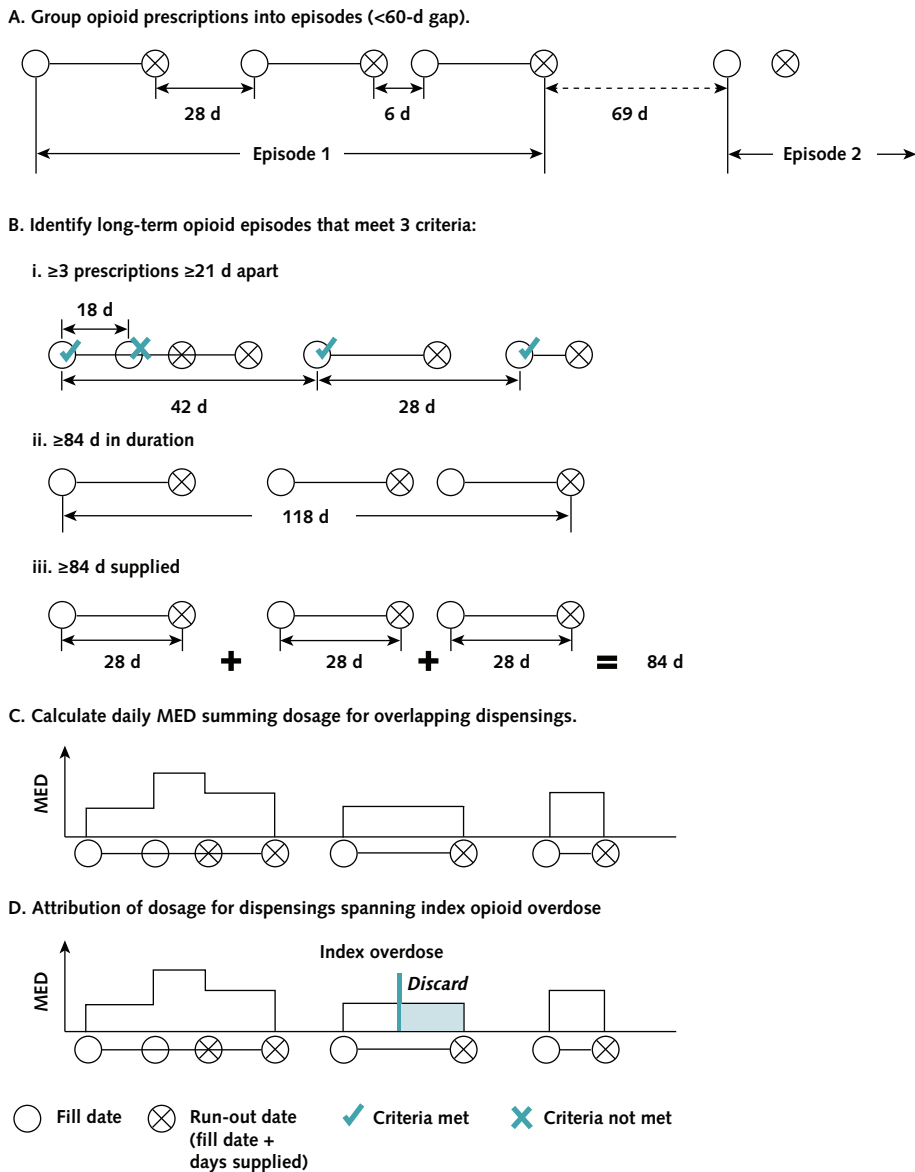 A. Group opioid prescriptions into episodes (<60-d gap).
28 d
6 d
69 d
Episode 1
Episode 2
B. Identify long-term opioid episodes that meet 3 criteria:
i. ≥3 prescriptions ≥21 d apart
18 d
42 d
28 d
ii. ≥84 d in duration
118 d
iii. ≥84 d supplied
28 d + 28 d + 28 d = 84 d
C. Calculate daily MED summing dosage for overlapping dispensings.
MED
D. Attribution of dosage for dispensings spanning index opioid overdose
Index overdose
Discard
MED
Fill date
Run-out date
(fill date +
days supplied)
Criteria met
Criteria not met